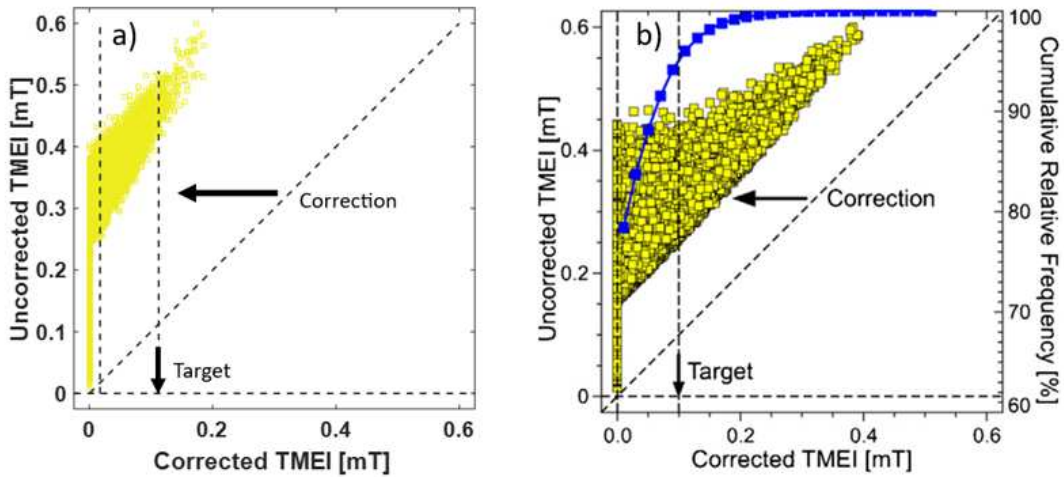 a)
Uncorrected TMEI [mT]
0.6
0.5
0.4
0.3
0.2
0.1
0
Correction
Target
0
0.2
0.4
0.6
Corrected TMEI [mT]
b)
Uncorrected TMEI [mT]
0.6
0.4
0.2
0
Correction
Target
0.0
0.2
0.4
0.6
Corrected TMEI [mT]
100
90
80
70
60
Cumulative Relative Frequency [%]